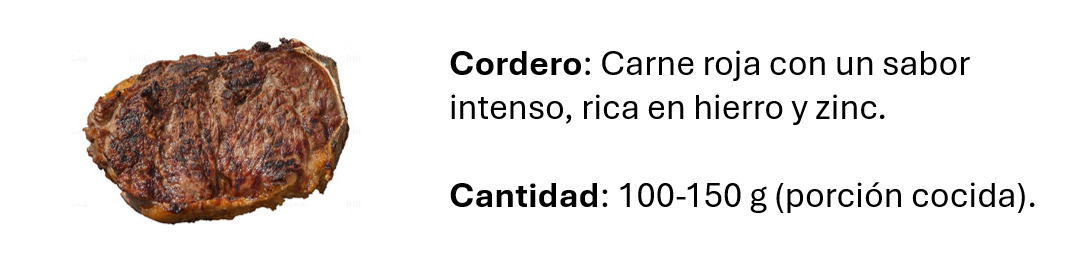 Cordero: Carne roja con un sabor
intenso, rica en hierro y zinc.
Cantidad: 100-150 g (porción cocida).